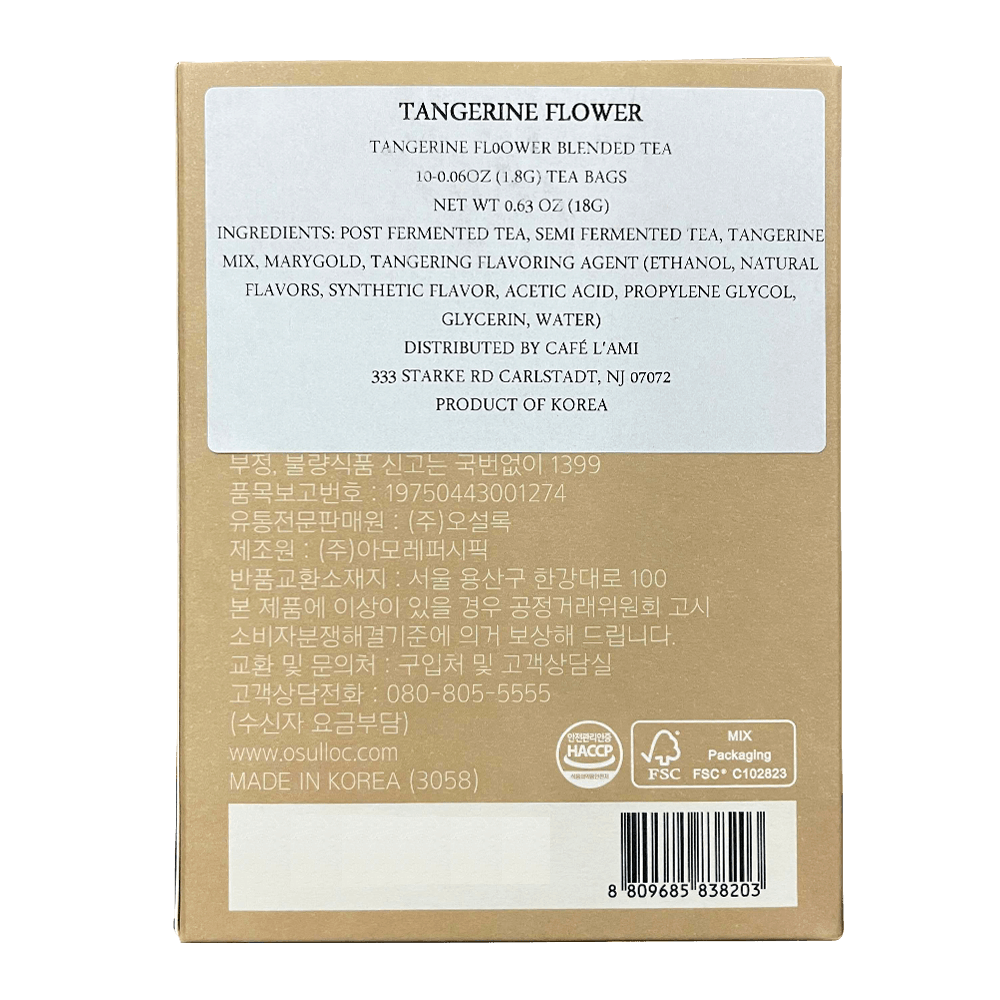 TANGERINE FLOWER
TANGERINE FL0OWER BLENDED TEA
10-0.06OZ (1.8G) TEA BAGS
NET WT 0.63 OZ (18G)
INGREDIENTS: POST FERMENTED TEA, SEMI FERMENTED TEA, TANGERINE
MIX, MARYGOLD, TANGERING FLAVORING AGENT (ETHANOL, NATURAL
FLAVORS, SYNTHETIC FLAVOR, ACETIC ACID, PROPYLENE GLYCOL,
GLYCERIN, WATER)
DISTRIBUTED BY CAFÉ L'AMI
333 STARKE RD CARLSTADT, NJ 07072
PRODUCT OF KOREA
부정, 불량식품 신고는 국번없이 1399
품목보고번호 : 19750443001274
유통전문판매원 : (주)오설록
제조원 : (주)아모레퍼시픽
반품교환소재지 : 서울 용산구 한강대로 100
본 제품에 이상이 있을 경우 공정거래위원회 고시
소비자분쟁해결기준에 의거 보상해 드립니다.
교환 및 문의처 : 구입처 및 고객상담실
고객상담전화 : 080-805-5555
(수신자 요금부담)
www.osulloc.com
MADE IN KOREA (3058)
안전관리인증
HACCP
FSC
MIX
Packaging
FSC® C102823
8 809685 838203